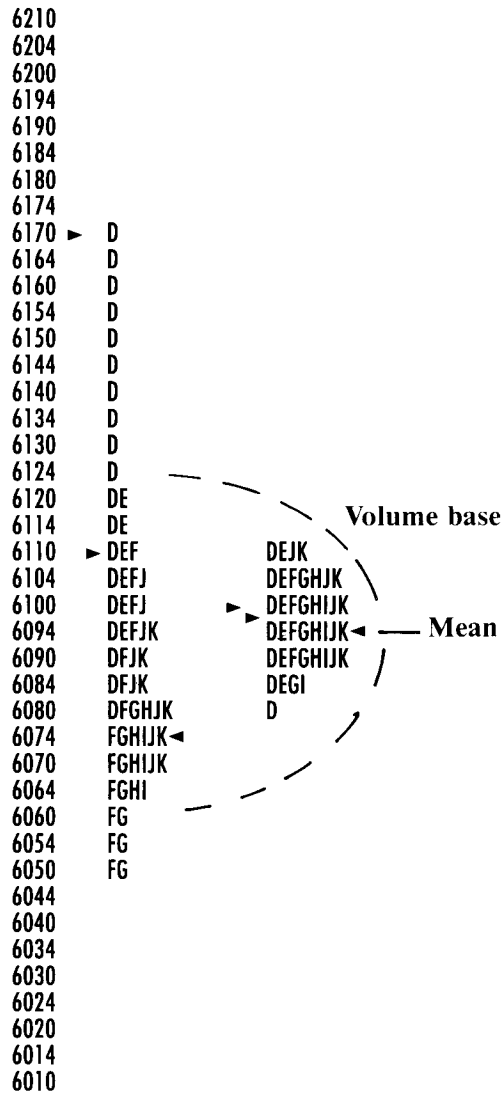 6210
6204
6200
6194
6190
6184
6180
6174
6170 ► D
6164 D
6160 D
6154 D
6150 D
6144 D
6140 D
6134 D
6130 D
6124 D
6120 DE
6114 DE
Volume base
6110 ► DEF DEJK
6104 DEFJ DEFGHJK
6100 DEFJ ► DEFGHIJK
6094 DEFJK ► DEFGHIJK◄ Mean
6090 DFJK DEFGHIJK
6084 DFJK DEGI
6080 DFGHJK D
6074 FGHIJK◄
6070 FGHIJK
6064 FGHI
6060 FG
6054 FG
6050 FG
6044
6040
6034
6030
6024
6020
6014
6010